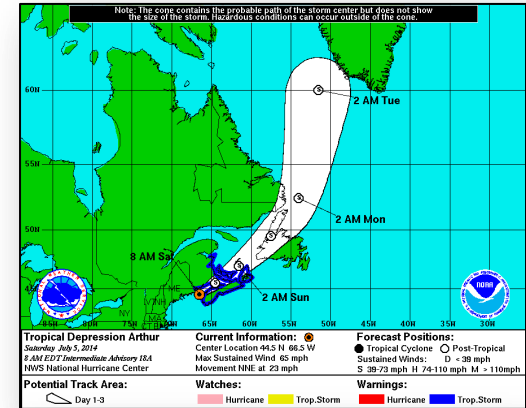 Note: The cone contains the probable path of the storm center but does not show
the size of the storm. Hazardous conditions can occur outside of the cone.
60N
2 AM Tue
55N
50N
2 AM Mon
8 AM Sat
2 AM Sun
45N
ME
VT NH
NY
MA
85W 80W 75W 70W 65W 60W 55W 50W 45W 40W 35W 30W
NOAA
Tropical Depression Arthur
Saturday July 5, 2014
8 AM EDT Intermediate Advisory 18A
NWS National Hurricane Center
Current Information:
Center Location 44.5 N 66.5 W
Max Sustained Wind 65 mph
Movement NNE at 23 mph
Forecast Positions:
Tropical Cyclone Post-Tropical
Sustained Winds: D < 39 mph
S 39-73 mph H 74-110 mph M > 110mph
Potential Track Area:
Day 1-3
Watches:
Hurricane Trop.Storm
Warnings:
Hurricane Trop.Storm